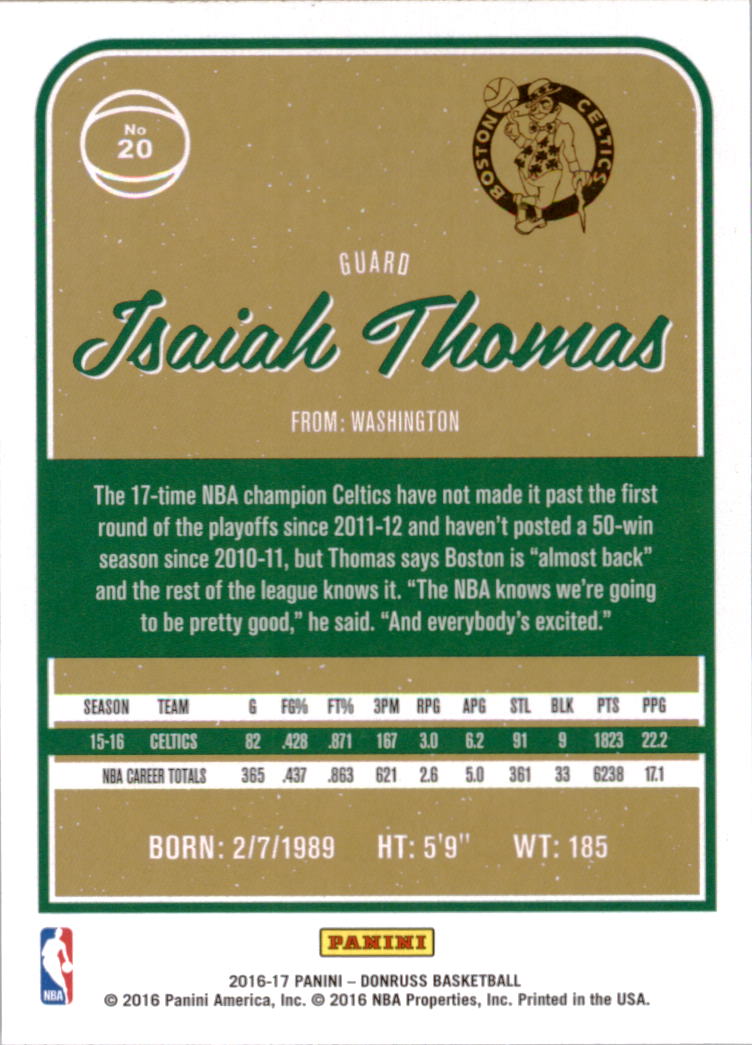 No
20
BOSTON CELTICS
GUARD
Isaiah Thomas
FROM: WASHINGTON
The 17-time NBA champion Celtics have not made it past the first
round of the playoffs since 2011-12 and haven't posted a 50-win
season since 2010-11, but Thomas says Boston is “almost back”
and the rest of the league knows it. “The NBA knows we're going
to be pretty good,” he said. “And everybody's excited.”
SEASON TEAM G FG% FT% 3PM RPG APG STL BLK PTS PPG
15-16 CELTICS 82 .428 .871 167 3.0 6.2 91 9 1823 22.2
NBA CAREER TOTALS 365 .437 .863 621 2.6 5.0 361 33 6238 17.1
BORN: 2/7/1989 HT: 5'9" WT: 185
PANINI
NBA
2016-17 PANINI – DONRUSS BASKETBALL
© 2016 Panini America, Inc. © 2016 NBA Properties, Inc. Printed in the USA.